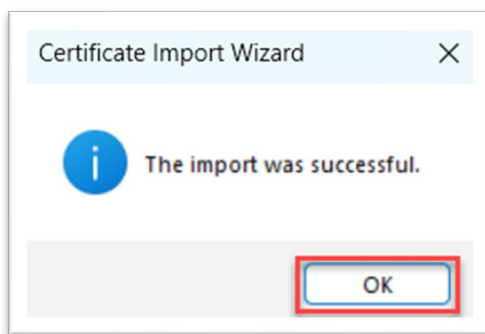 Certificate Import Wizard
The import was successful.
OK